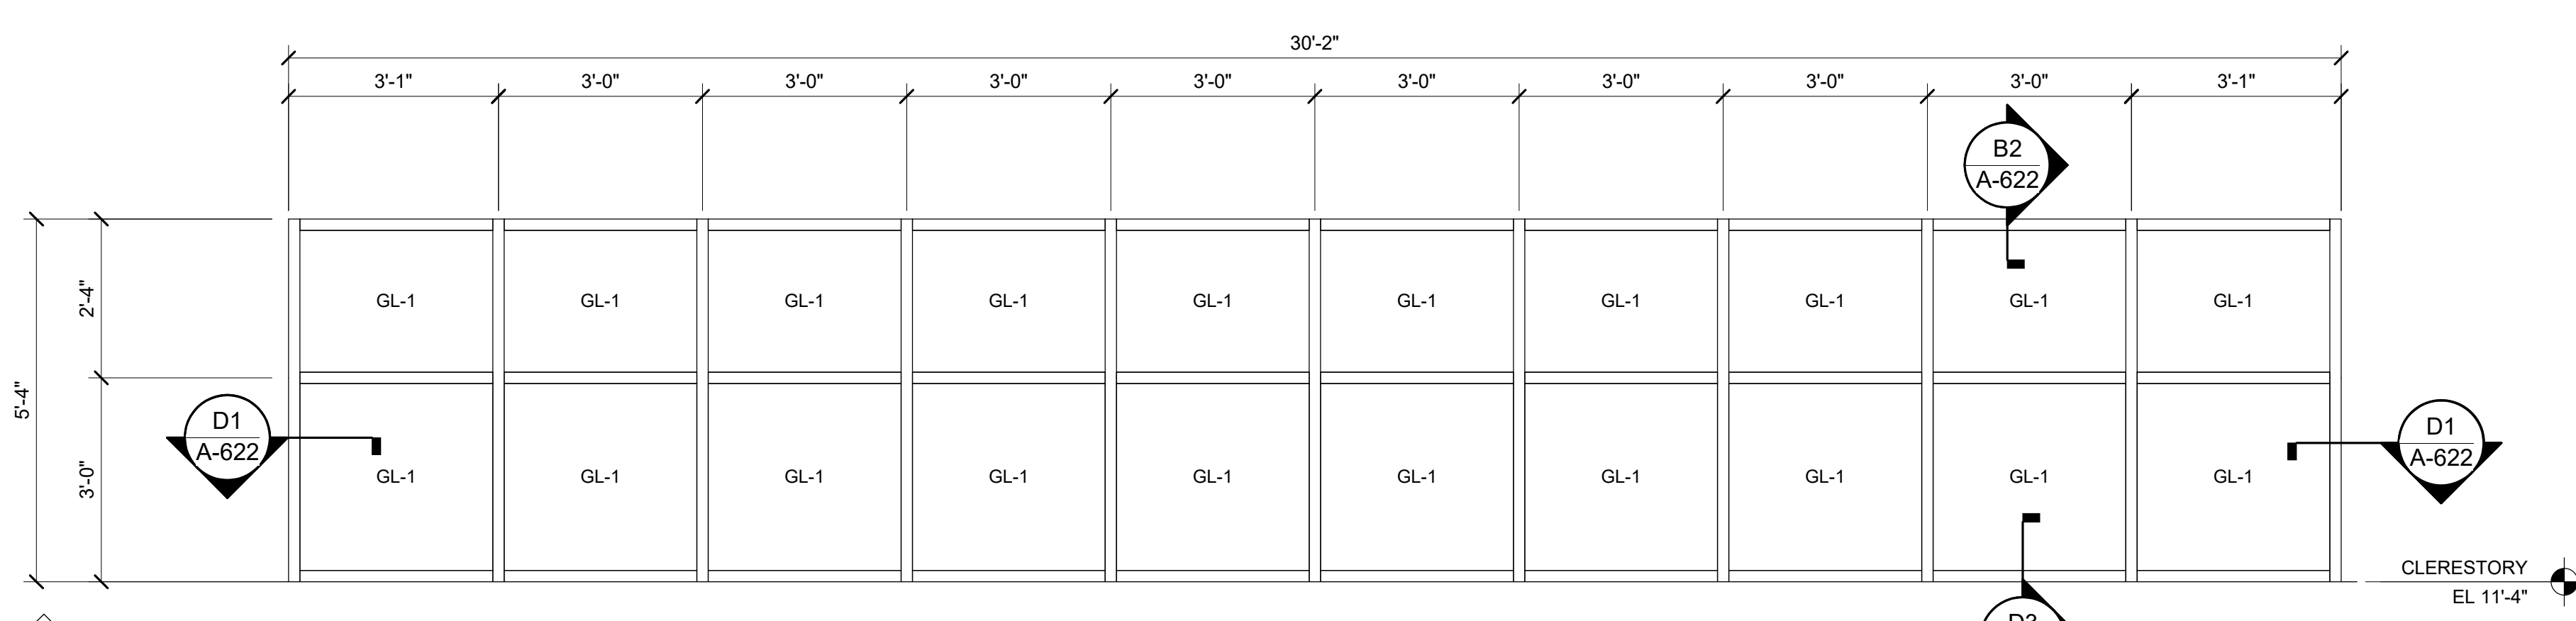 30'-2"
3'-1" 3'-0" 3'-0" 3'-0" 3'-0" 3'-0" 3'-0" 3'-0" 3'-0" 3'-1"
B2
A-622
2'-4"
GL-1 GL-1 GL-1 GL-1 GL-1 GL-1 GL-1 GL-1 GL-1 GL-1
5'-4"
D1
A-622
D1
A-622
3'-0"
GL-1 GL-1 GL-1 GL-1 GL-1 GL-1 GL-1 GL-1 GL-1 GL-1
CLERESTORY
EL 11'-4"